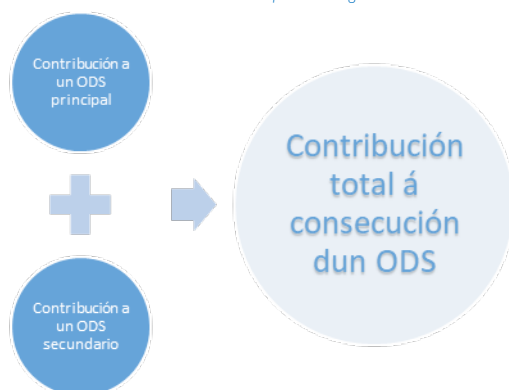 Contribución a
un ODS
principal
Contribución a
un ODS
secundario
Contribución
total á
consecución
dun ODS